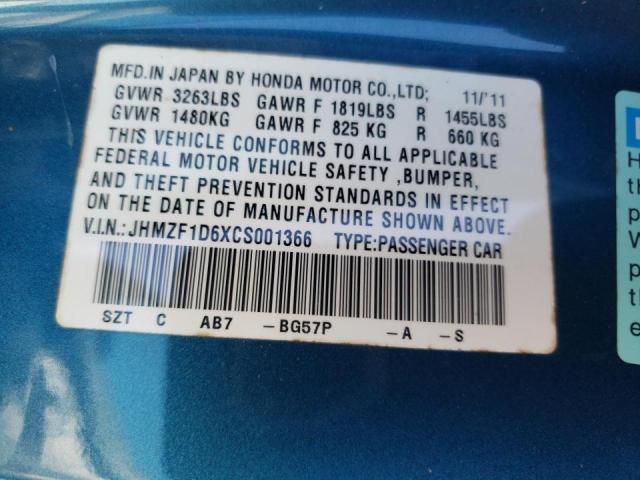 MFD.IN JAPAN BY HONDA MOTOR CO.,LTD; 11/'11
GVWR 3263LBS GAWR F 1819LBS R 1455LBS
GVWR 1480KG GAWR F 825 KG R 660 KG
THIS VEHICLE CONFORMS TO ALL APPLICABLE
FEDERAL MOTOR VEHICLE SAFETY ,BUMPER,
AND THEFT PREVENTION STANDARDS IN EFFECT
ON THE DATE OF MANUFACTURE SHOWN ABOVE.
V.I.N.:JHMZF1D6XCS001366 TYPE:PASSENGER CAR
SZT C AB7 -BG57P -A -S